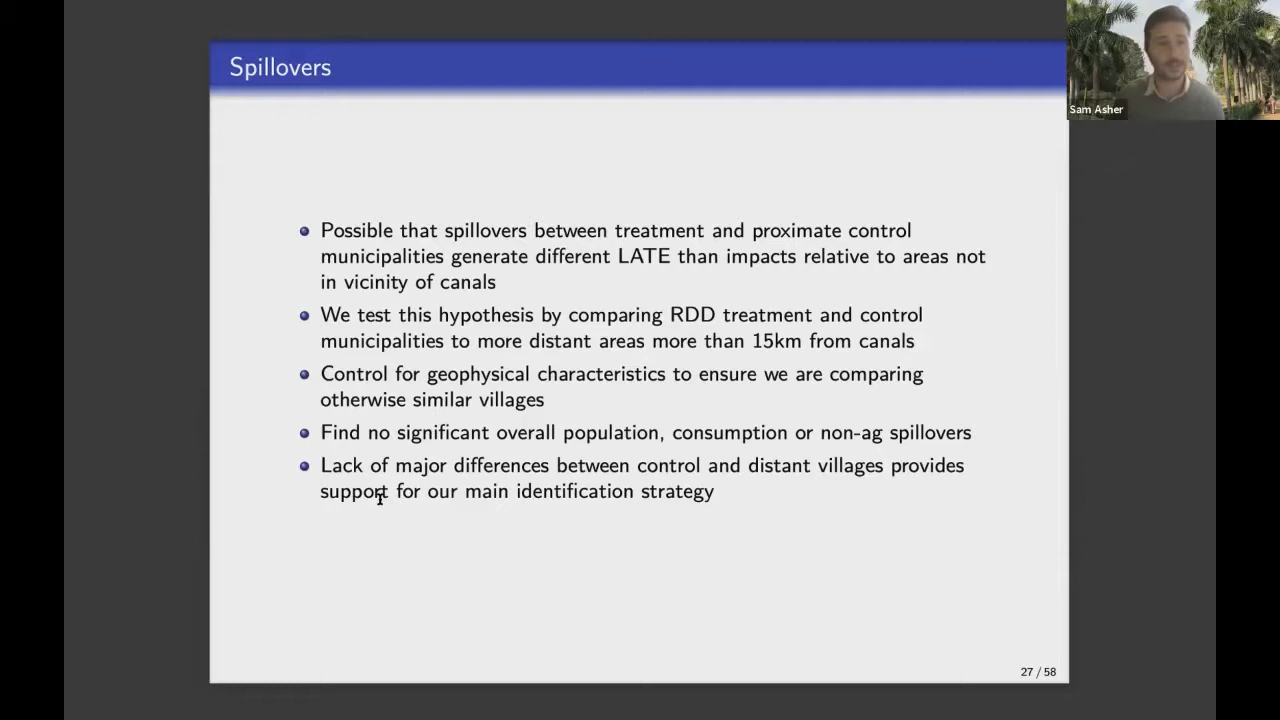 Spillovers
Sam Asher
Possible that spillovers between treatment and proximate control
municipalities generate different LATE than impacts relative to areas not
in vicinity of canals
We test this hypothesis by comparing RDD treatment and control
municipalities to more distant areas more than 15km from canals
Control for geophysical characteristics to ensure we are comparing
otherwise similar villages
Find no significant overall population, consumption or non-ag spillovers
Lack of major differences between control and distant villages provides
support for our main identification strategy
27 / 58